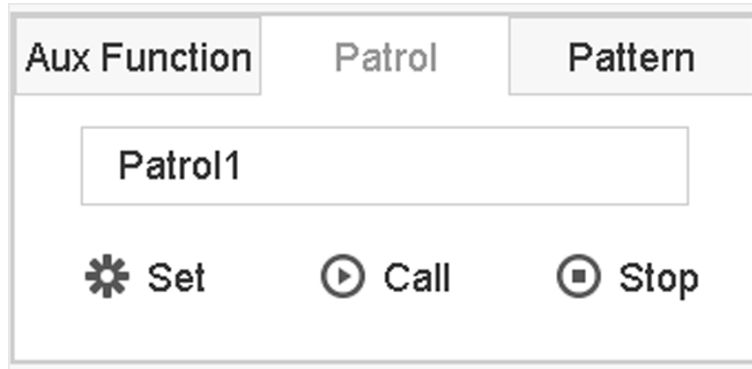 Aux Function Patrol Pattern
Patrol1
Set Call Stop